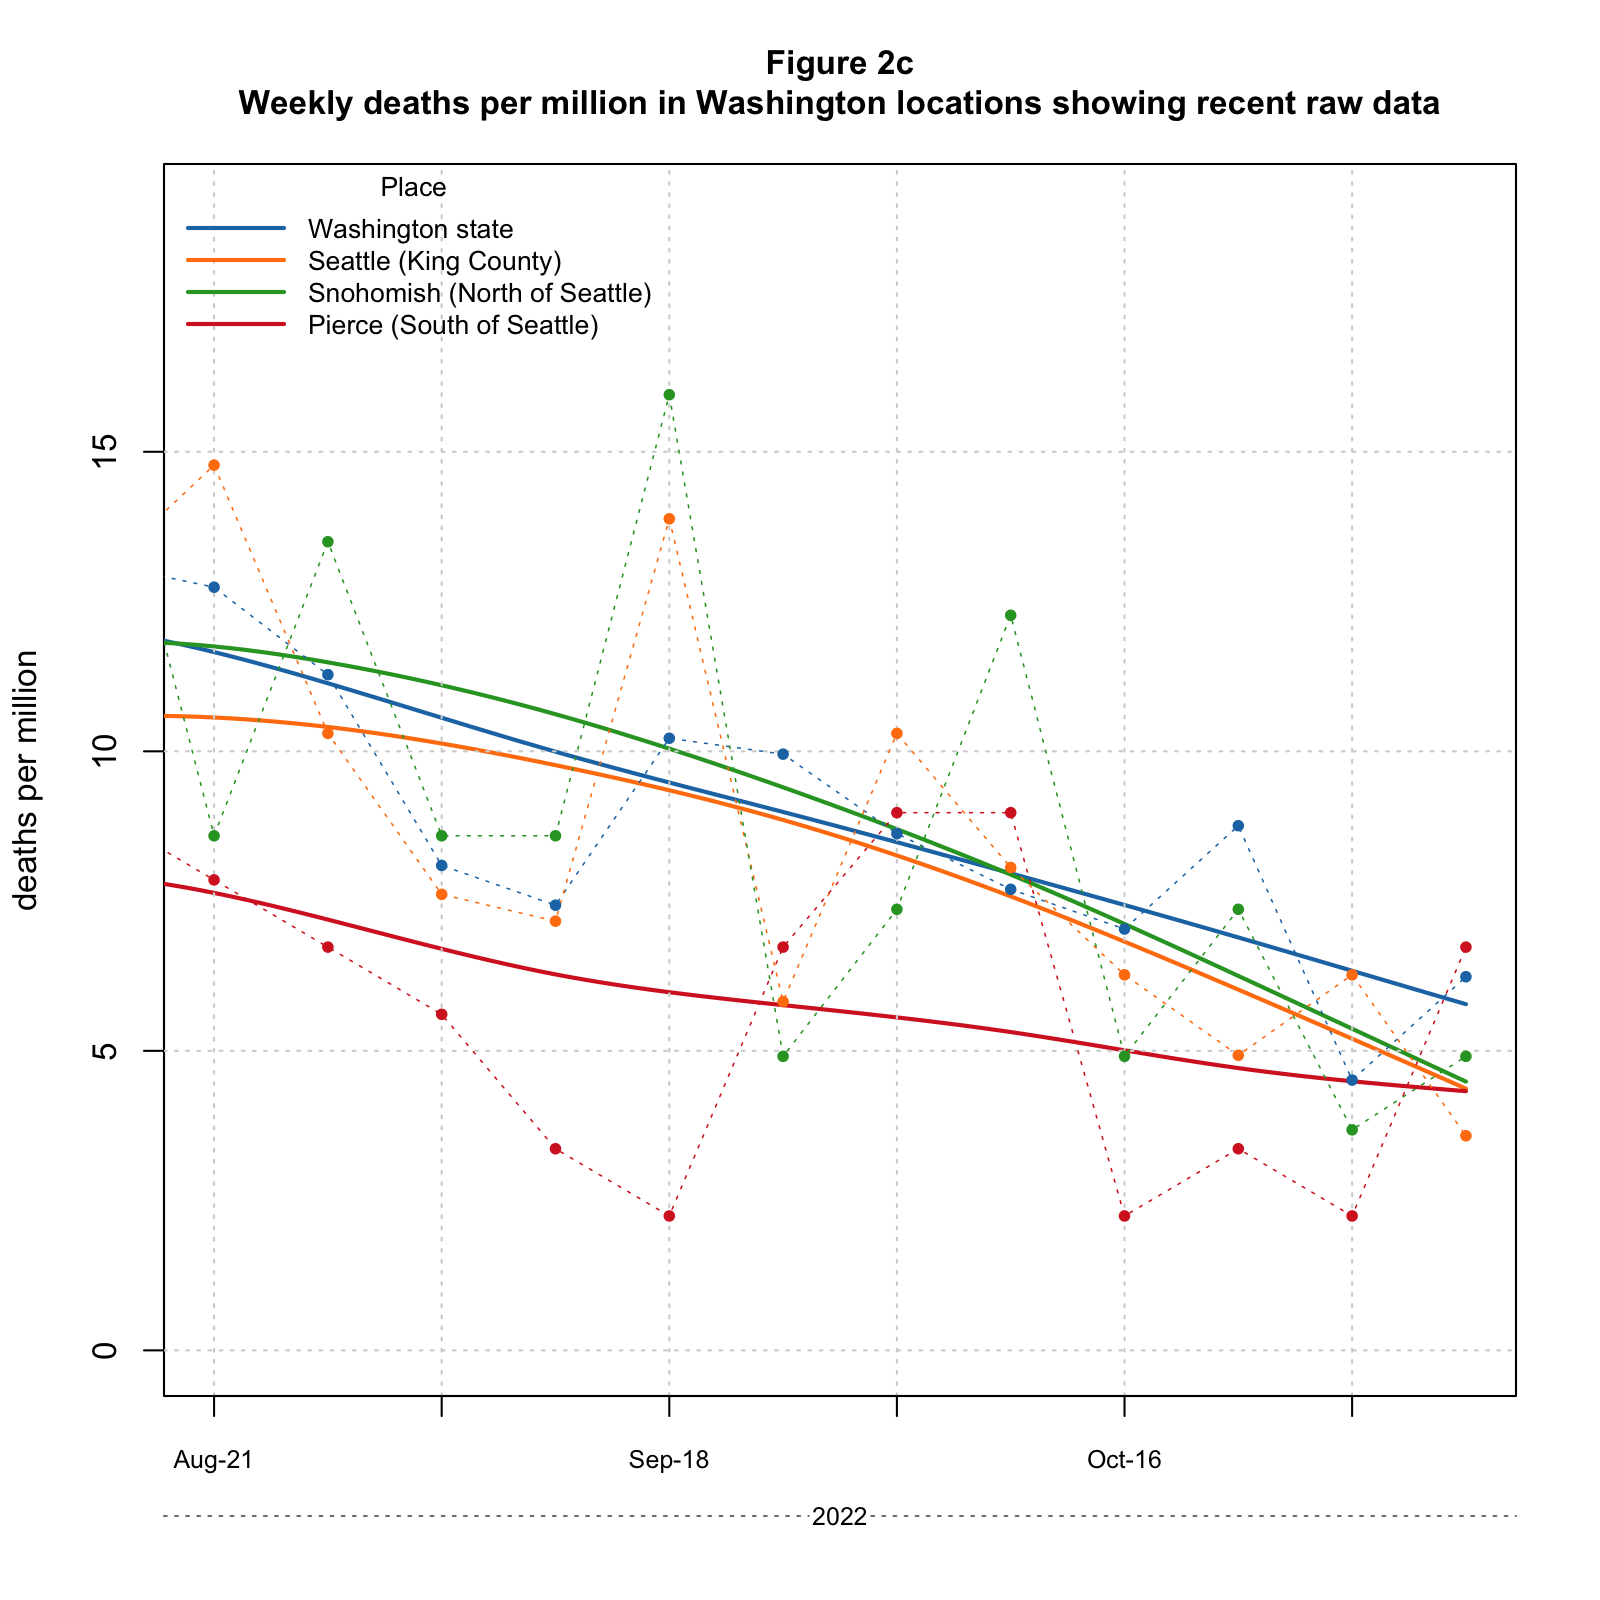 Figure 2c
Weekly deaths per million in Washington locations showing recent raw data
Place
Washington state
Seattle (King County)
Snohomish (North of Seattle)
Pierce (South of Seattle)
deaths per million
15
10
5
0
Aug-21
Sep-18
Oct-16
2022